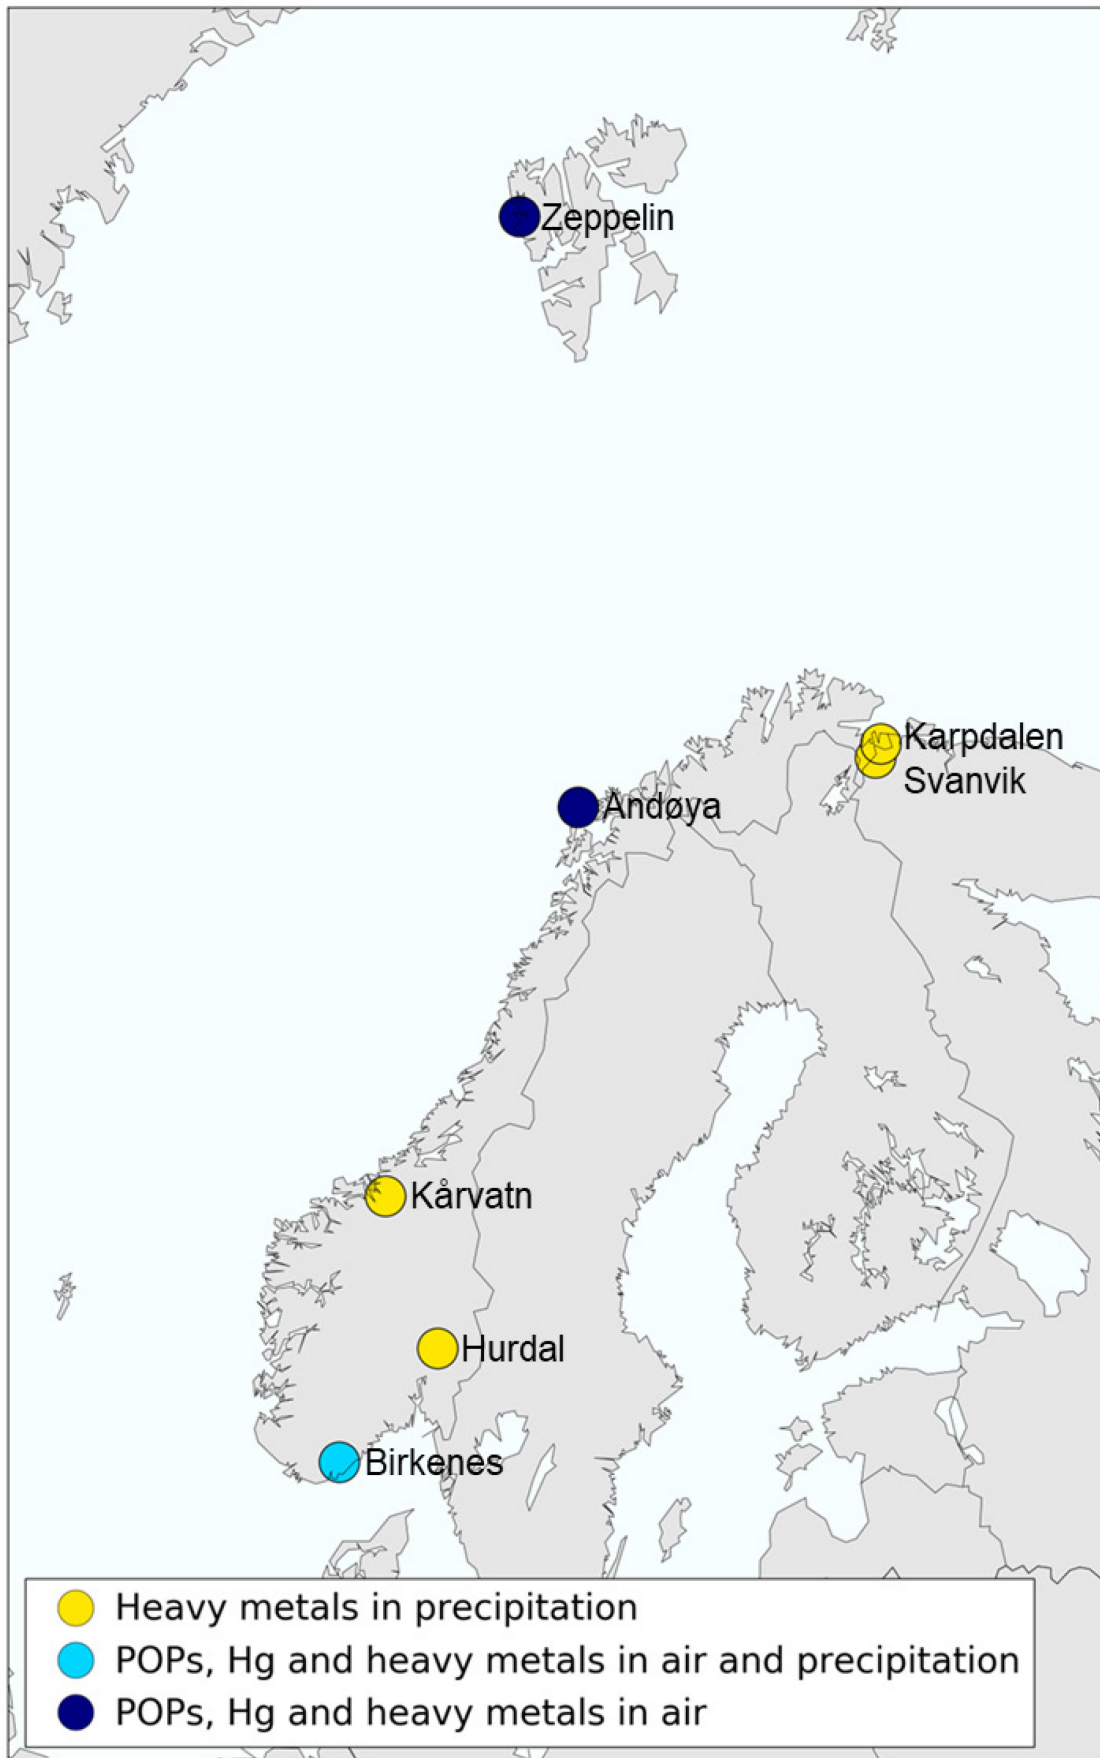 Zeppelin
Karpdalen
Svanvik
Andøya
Kårvatn
Hurdal
Birkenes
Heavy metals in precipitation
POPs, Hg and heavy metals in air and precipitation
POPs, Hg and heavy metals in air